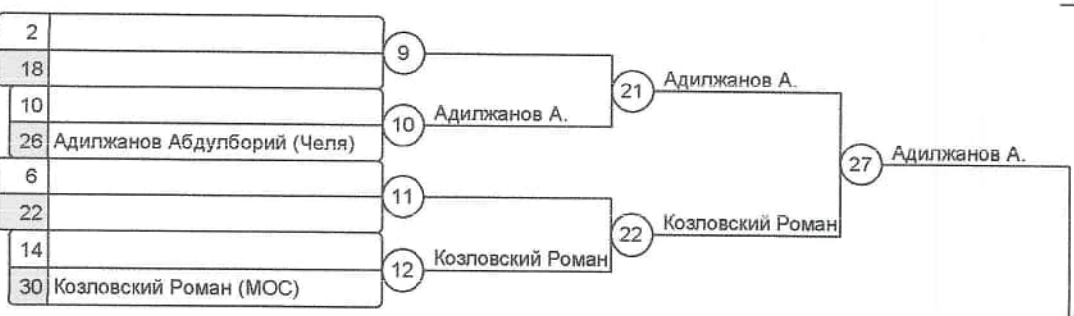 2
9
18
21 Адилжанов А.
10
10 Адилжанов А.
26 Адилжанов Абдулборий (Челя)
27 Адилжанов А.
6
11
22
22 Козловский Роман
14
12 Козловский Роман
30 Козловский Роман (МОС)